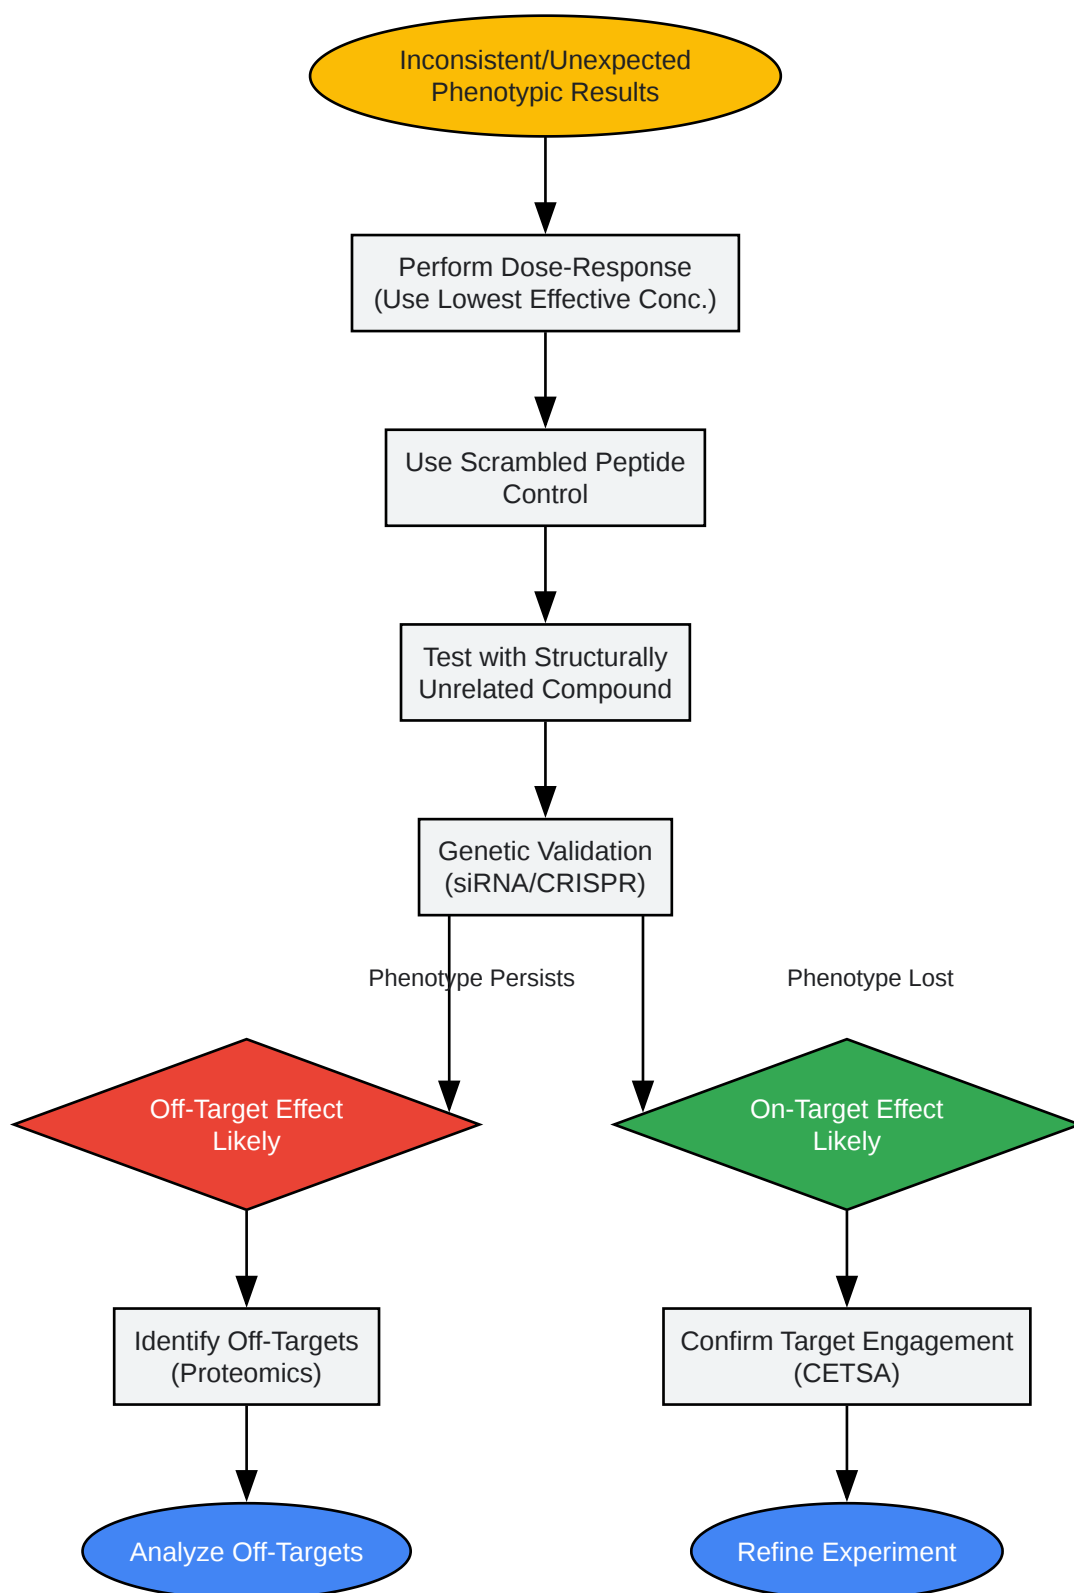 Inconsistent/Unexpected
Phenotypic Results
Perform Dose-Response
(Use Lowest Effective Conc.)
Use Scrambled Peptide
Control
Test with Structurally
Unrelated Compound
Genetic Validation
(siRNA/CRISPR)
Phenotype Persists
Phenotype Lost
Off-Target Effect
Likely
On-Target Effect
Likely
Identify Off-Targets
(Proteomics)
Confirm Target Engagement
(CETSA)
Analyze Off-Targets
Refine Experiment